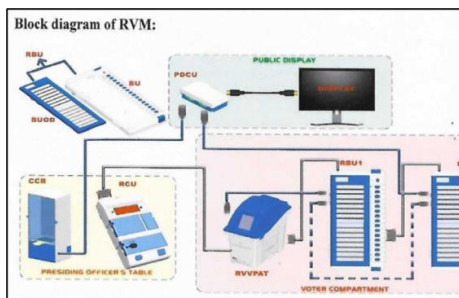 Block diagram of RVM:
RBU
BU
BUOD
PDCU
PUBLIC DISPLAY
DISPLAY
CCR
RCU
RBU1
RVVPAT
PRESIDING OFFICER'S TABLE
VOTER COMPARTMENT